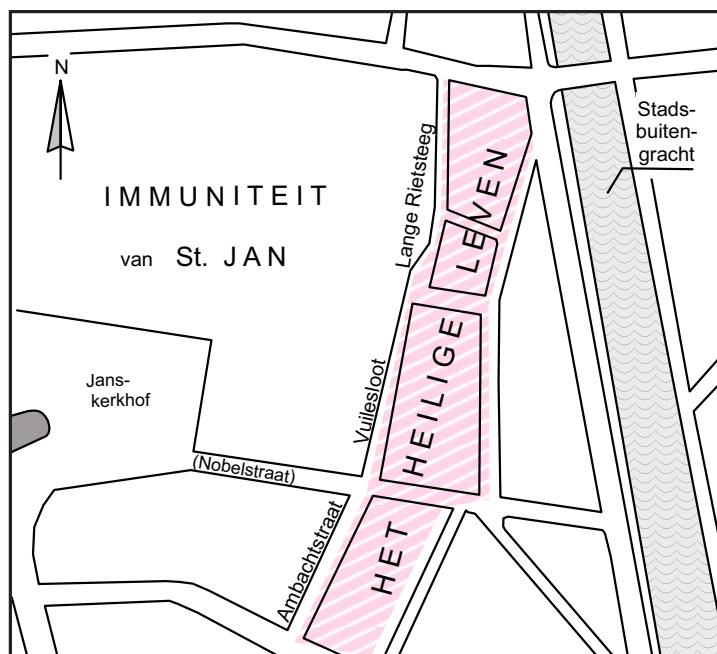 N
Stads-
buiten-
gracht
IMMUNITEIT
van St. JAN
Lange Rietsteeg
HET HEILIGE LEVEN
Jans-
kerkhof
Vuilesloot
(Nobelstraat)
Ambachtstraat